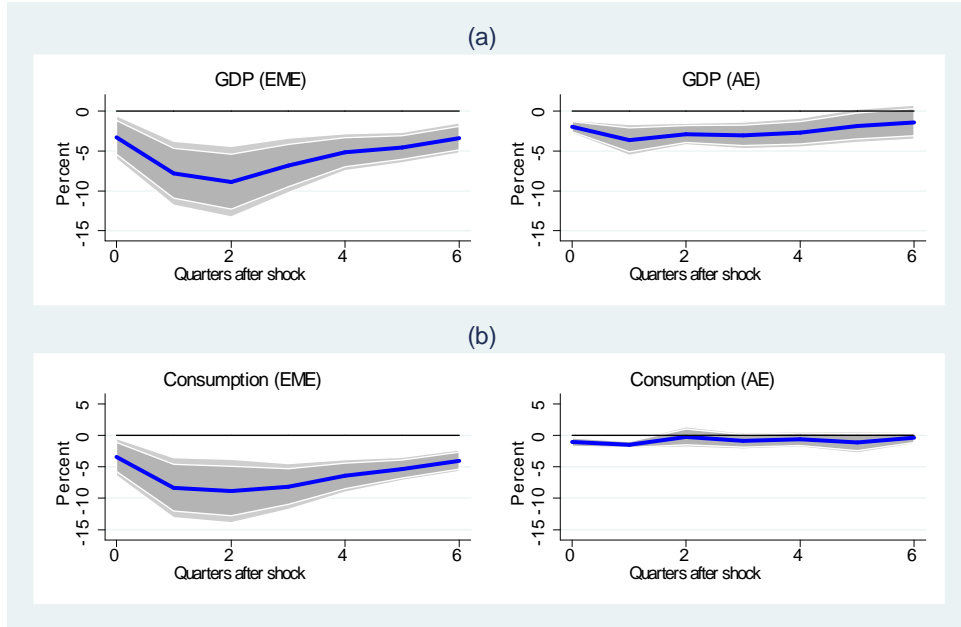 (a)
GDP (EME)
GDP (AE)
Percent
0
-5
-10
-15
0 2 4 6
Quarters after shock
Percent
0
-5
-10
-15
0 2 4 6
Quarters after shock
(b)
Consumption (EME)
Consumption (AE)
Percent
5
0
-5
-10
-15
0 2 4 6
Quarters after shock
Percent
5
0
-5
-10
-15
0 2 4 6
Quarters after shock